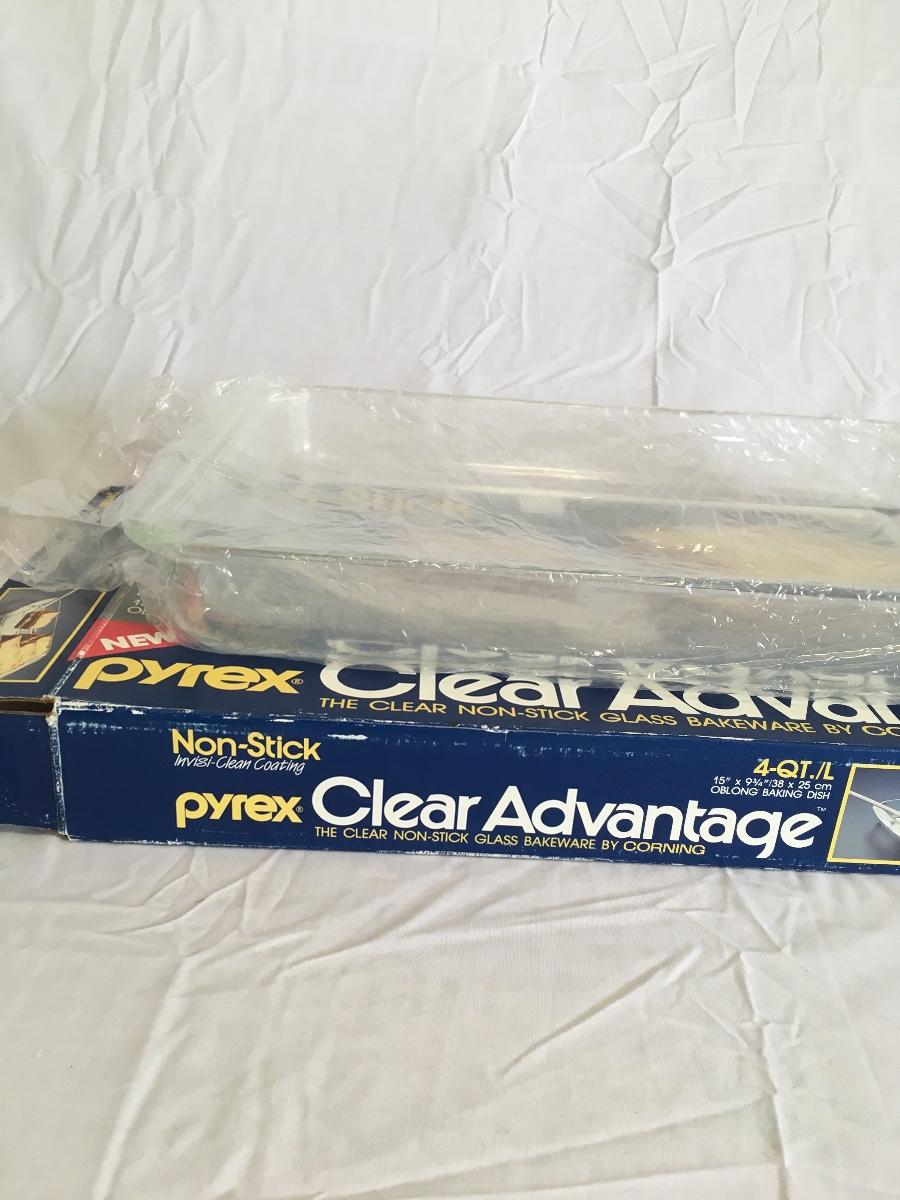 NEW
pyrex®
Clear Advan
THE CLEAR NON-STICK GLASS BAKEWARE BY CO
Non-Stick
Invisi-Clean Coating
4-QT./L
15" x 9¾"/38 x 25 cm
OBLONG BAKING DISH
pyrex® Clear Advantage™
THE CLEAR NON-STICK GLASS BAKEWARE BY CORNING